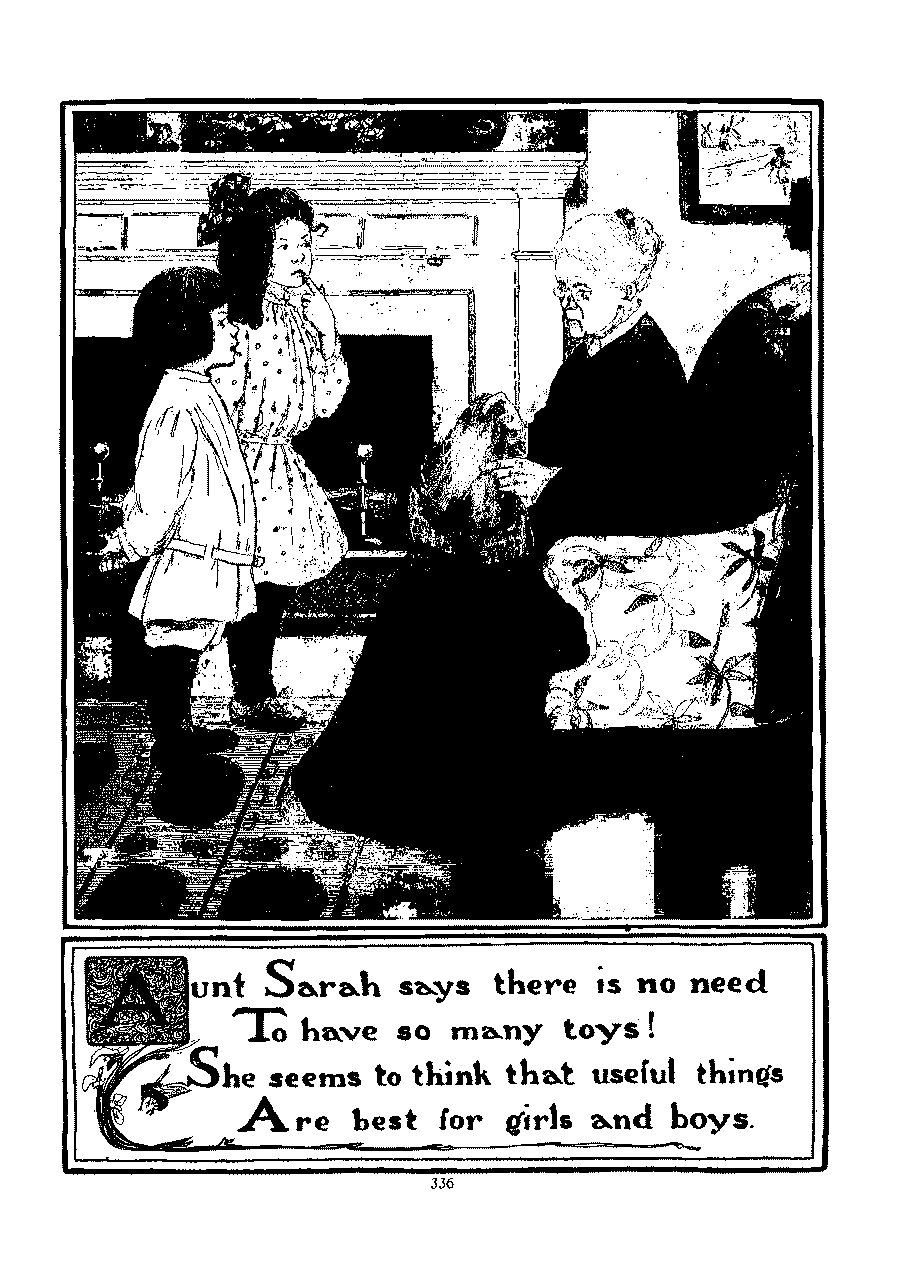 Aunt Sarah says there is no need
To have so many toys!
She seems to think that useful things
Are best for girls and boys.
336